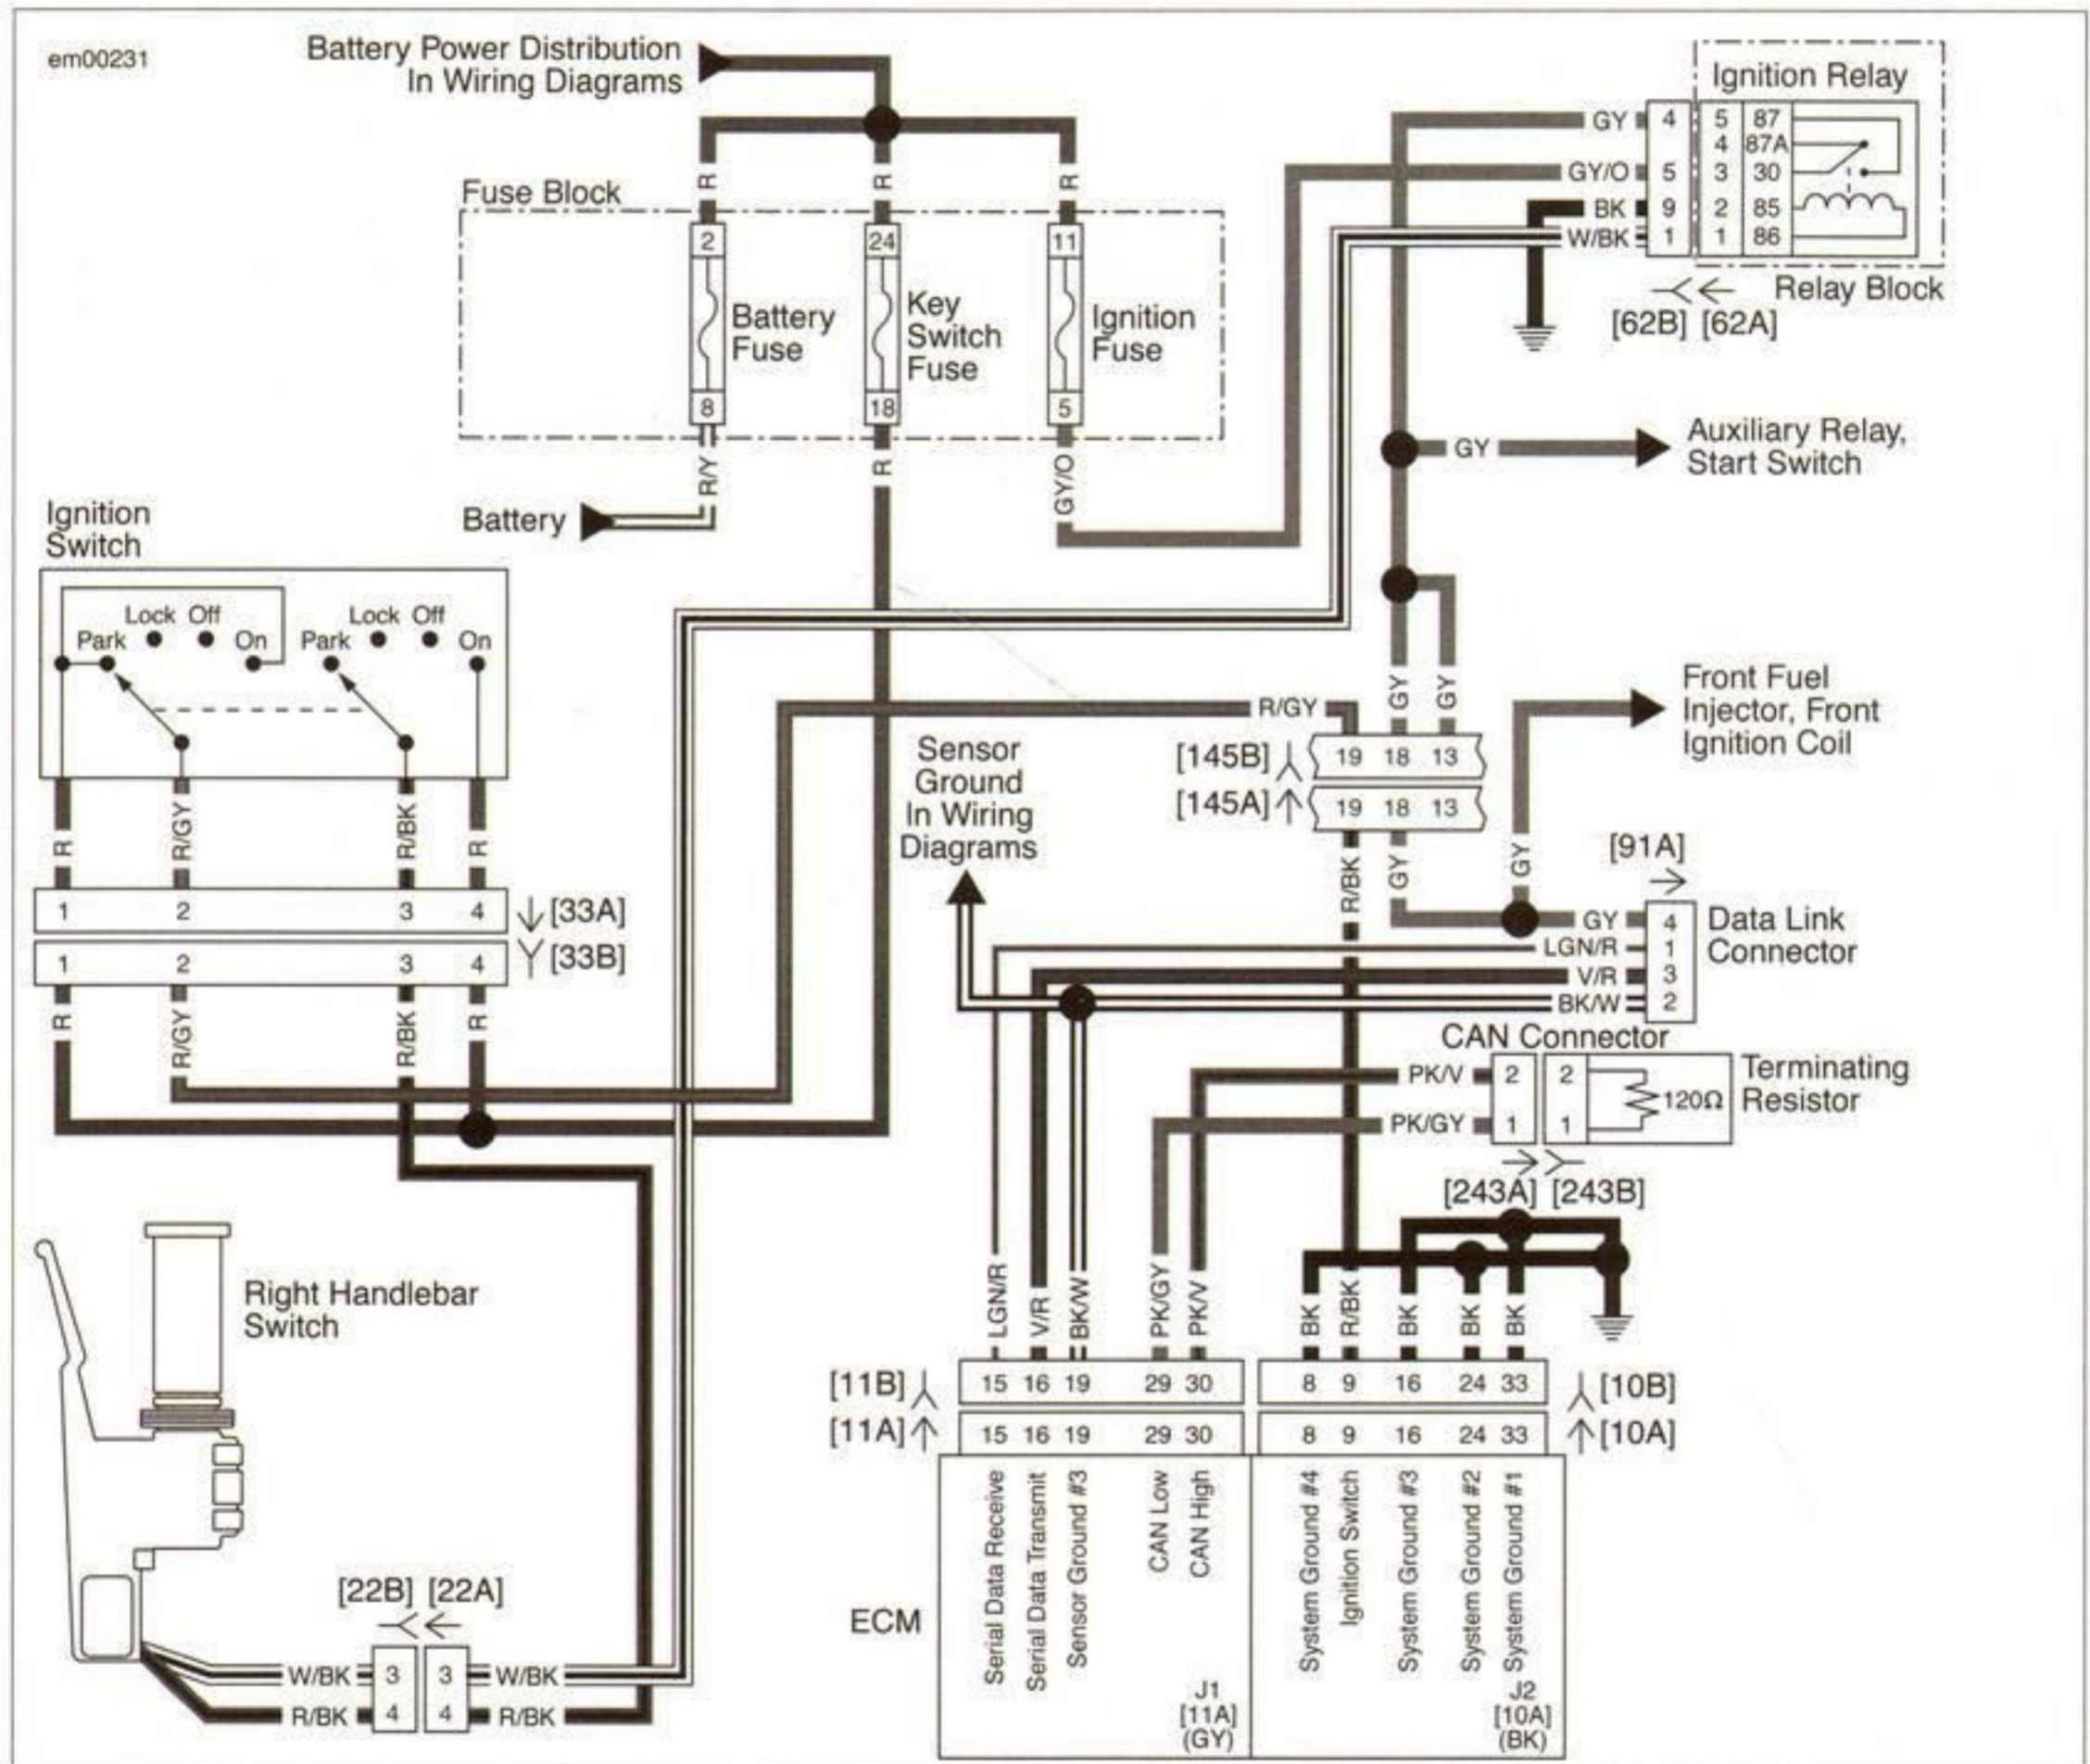 em00231
Battery Power Distribution
In Wiring Diagrams
Ignition Relay
GY 4 5 87
4 87A
GY/O 5 3 30
BK 9 2 85
W/BK 1 1 86
Relay Block
[62B] [62A]
R R R
Fuse Block
2 24 11
Battery
Fuse
Key
Switch
Fuse
Ignition
Fuse
8 18 5
R/Y R GY/O
Battery
GY
Auxiliary Relay,
Start Switch
Ignition
Switch
Lock Off
Park On
Lock Off
Park On
R R/GY R/BK R
1 2 3 4 [33A]
1 2 3 4 [33B]
R R/GY R/BK R
R/GY
GY GY
[145B] 19 18 13
[145A] 19 18 13
R/BK GY
Front Fuel
Injector, Front
Ignition Coil
Sensor
Ground
In Wiring
Diagrams
GY
[91A]
GY 4
LGN/R 1
V/R 3
BK/W 2
Data Link
Connector
CAN Connector
PK/V 2 2
PK/GY 1 1
120Ω
Terminating
Resistor
[243A] [243B]
Right Handlebar
Switch
LGN/R V/R BK/W PK/GY PK/V BK R/BK BK BK BK
[11B] 15 16 19 29 30 8 9 16 24 33 [10B]
[11A] 15 16 19 29 30 8 9 16 24 33 [10A]
ECM
Serial Data Receive
Serial Data Transmit
Sensor Ground #3
CAN Low
CAN High
System Ground #4
Ignition Switch
System Ground #3
System Ground #2
System Ground #1
J1
[11A]
(GY)
J2
[10A]
(BK)
[22B] [22A]
W/BK 3 3 W/BK
R/BK 4 4 R/BK